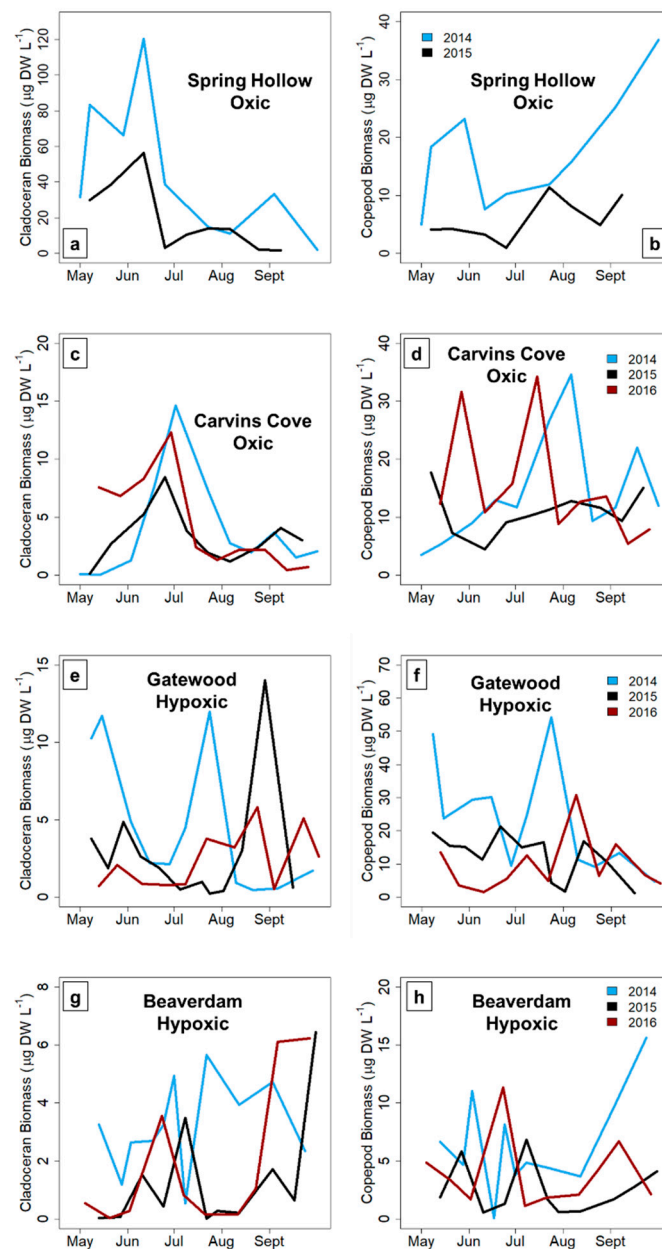 Cladoceran Biomass (µg DW L⁻¹)
120
100
80
60
40
20
0
Spring Hollow
Oxic
a
May Jun Jul Aug Sept
Copepod Biomass (µg DW L⁻¹)
40
30
20
10
0
2014
2015
Spring Hollow
Oxic
b
May Jun Jul Aug Sept
Cladoceran Biomass (µg DW L⁻¹)
20
15
10
5
0
c
Carvins Cove
Oxic
May Jun Jul Aug Sept
Copepod Biomass (µg DW L⁻¹)
40
30
20
10
0
d
Carvins Cove
Oxic
2014
2015
2016
May Jun Jul Aug Sept
Cladoceran Biomass (µg DW L⁻¹)
15
10
5
0
e
Gatewood
Hypoxic
May Jun Jul Aug Sept
Copepod Biomass (µg DW L⁻¹)
70
60
50
40
30
20
10
0
f
Gatewood
Hypoxic
2014
2015
2016
May Jun Jul Aug Sept
Cladoceran Biomass (µg DW L⁻¹)
8
6
4
2
0
g
Beaverdam
Hypoxic
May Jun Jul Aug Sept
Copepod Biomass (µg DW L⁻¹)
20
15
10
5
0
h
Beaverdam
Hypoxic
2014
2015
2016
May Jun Jul Aug Sept